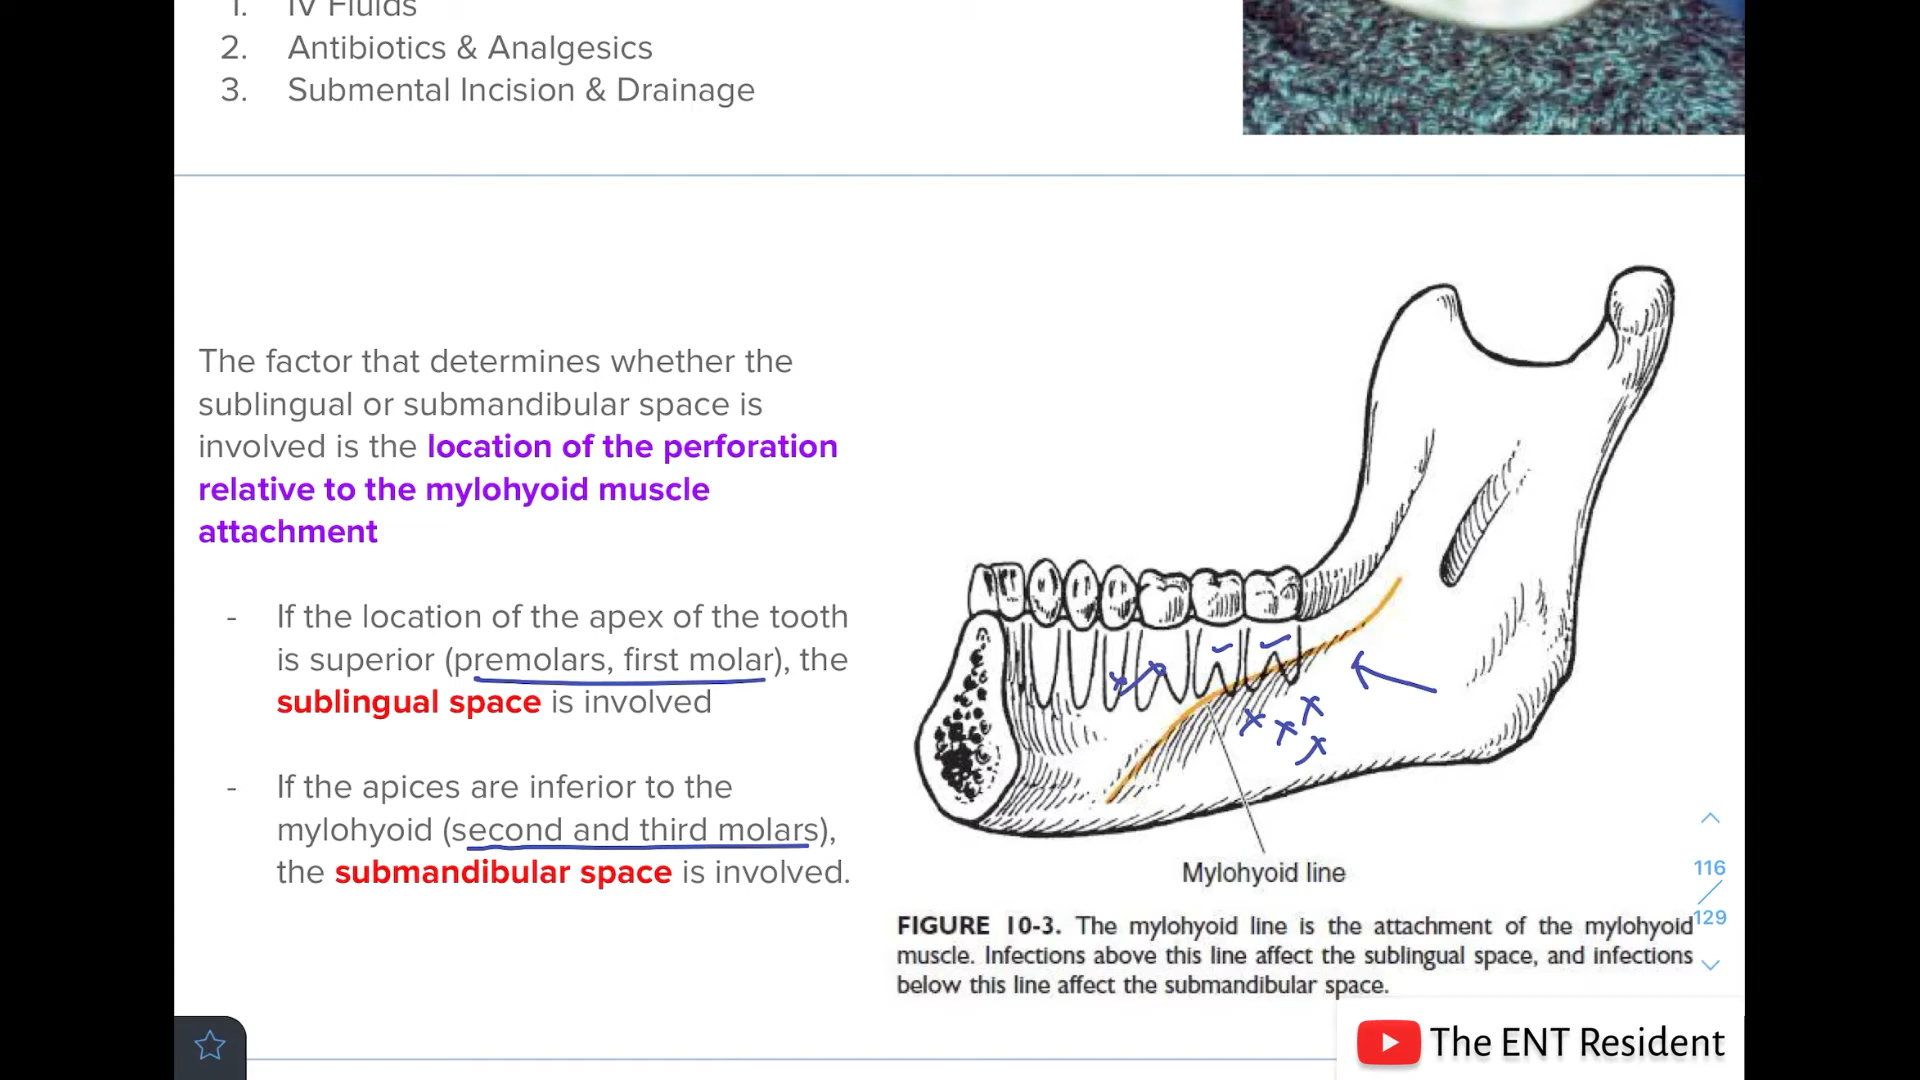 1. IV Fluids
2. Antibiotics & Analgesics
3. Submental Incision & Drainage
The factor that determines whether the
sublingual or submandibular space is
involved is the location of the perforation
relative to the mylohyoid muscle
attachment
- If the location of the apex of the tooth
is superior (premolars, first molar), the
sublingual space is involved
- If the apices are inferior to the
mylohyoid (second and third molars),
the submandibular space is involved.
Mylohyoid line
FIGURE 10-3. The mylohyoid line is the attachment of the mylohyoid
muscle. Infections above this line affect the sublingual space, and infections
below this line affect the submandibular space.
116
129
The ENT Resident